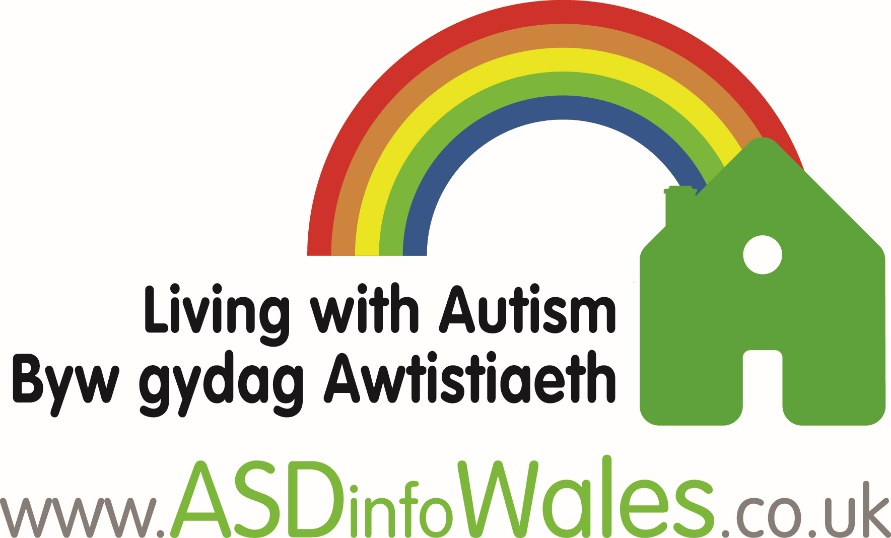 Living with Autism
Byw gydag Awtistiaeth
www.ASDinfoWales.co.uk